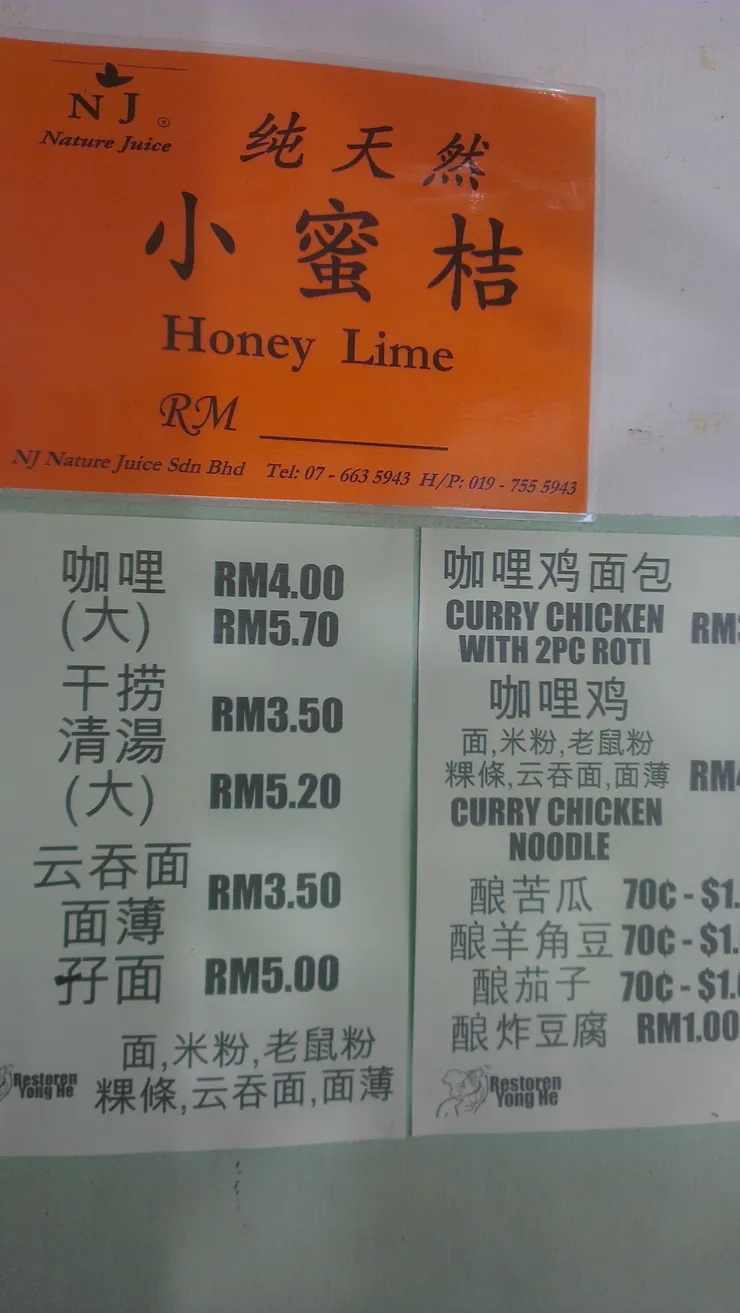 NJ ®
Nature Juice
纯天然
小蜜桔
Honey Lime
RM
NJ Nature Juice Sdn Bhd Tel: 07 - 663 5943 H/P: 019 - 755 5943
咖哩 RM4.00
(大) RM5.70
干捞
清湯 RM3.50
(大) RM5.20
云吞面
面薄 RM3.50
孖面 RM5.00
面,米粉,老鼠粉
粿條,云吞面,面薄
Restoren
Yong He
咖哩鸡面包
CURRY CHICKEN
WITH 2PC ROTI RM
咖哩鸡
面,米粉,老鼠粉
粿條,云吞面,面薄 RM4
CURRY CHICKEN
NOODLE
酿苦瓜 70¢ - $1.
酿羊角豆 70¢ - $1.
酿茄子 70¢ - $1.
酿炸豆腐 RM1.00
Restoren
Yong He